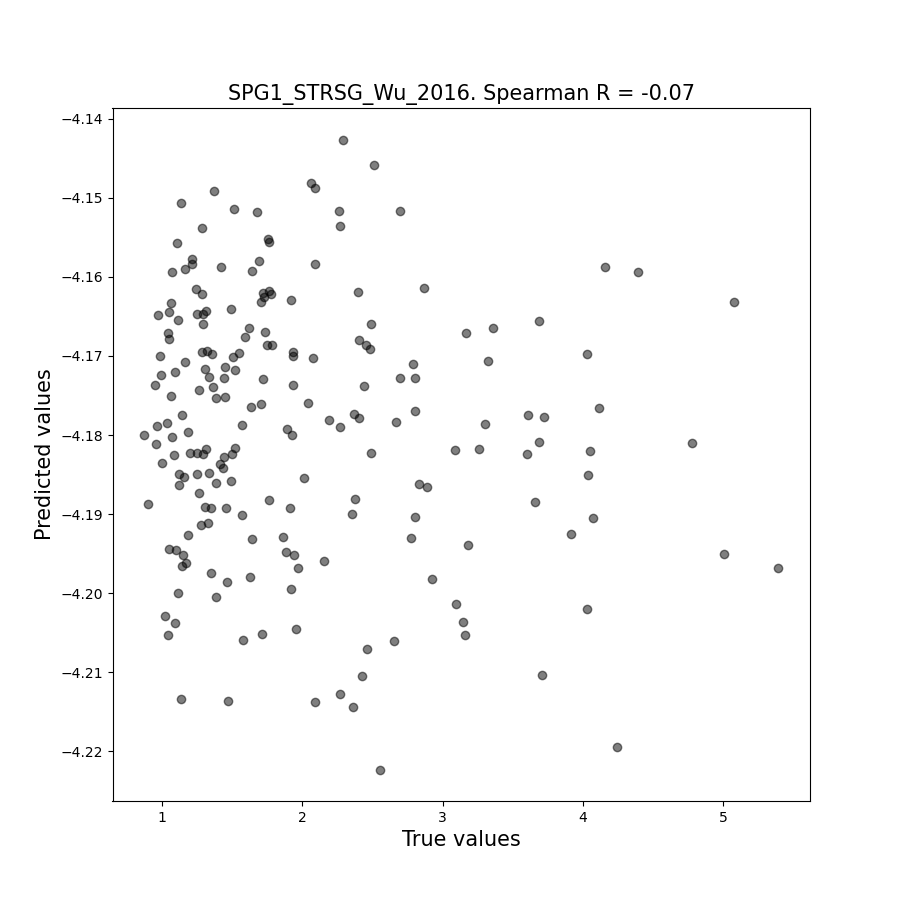 SPG1_STRSG_Wu_2016. Spearman R = -0.07
−4.14
−4.15
−4.16
−4.17
−4.18
−4.19
−4.20
−4.21
−4.22
Predicted values
1 2 3 4 5
True values